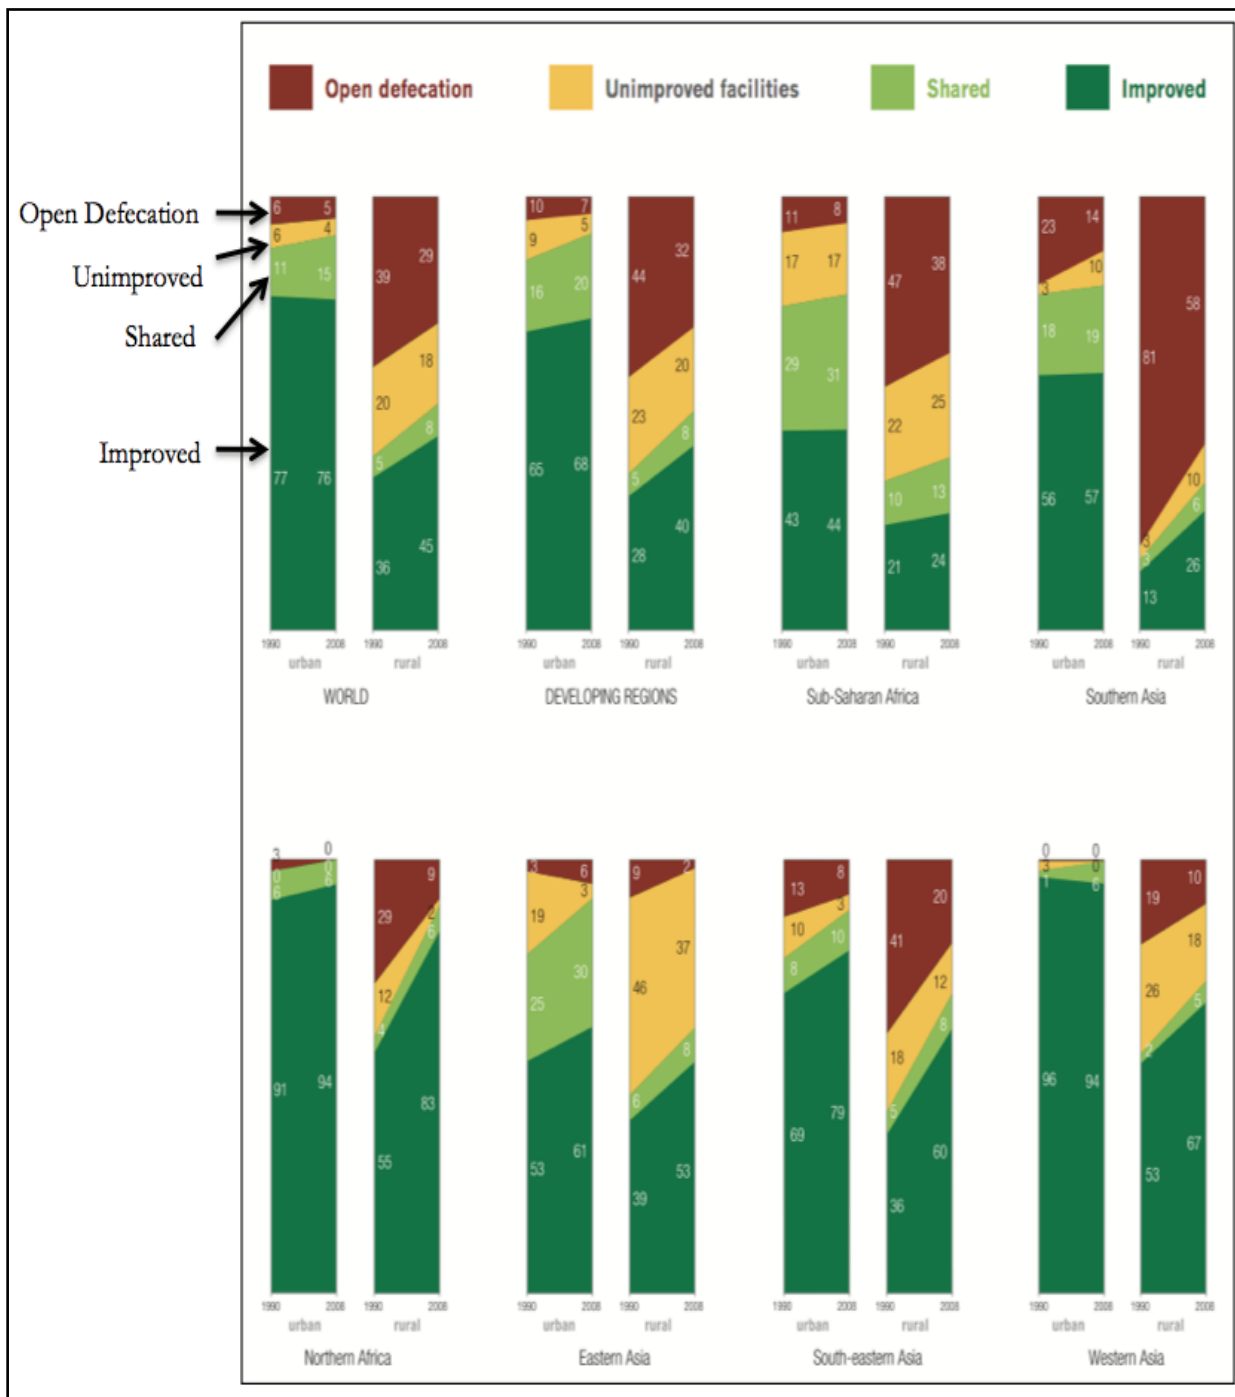 Open defecation Unimproved facilities Shared Improved
Open Defecation
Unimproved
Shared
Improved
6 5
6 4
11 15
77 76
1990 2008
urban
39 29
20 18
5 8
36 45
1990 2008
rural
WORLD
10 7
9 5
16 20
65 68
1990 2008
urban
44 32
23 20
5 8
28 40
1990 2008
rural
DEVELOPING REGIONS
11 8
17 17
29 31
43 44
1990 2008
urban
47 38
22 25
10 13
21 24
1990 2008
rural
Sub-Saharan Africa
23 14
3 10
18 19
56 57
1990 2008
urban
81 58
3 10
3 6
13 26
1990 2008
rural
Southern Asia
3 0
0 0
6 6
91 94
1990 2008
urban
29 9
12 2
4 6
55 83
1990 2008
rural
Northern Africa
3 6
19 3
25 30
53 61
1990 2008
urban
9 2
46 37
6 8
39 53
1990 2008
rural
Eastern Asia
13 8
10 3
8 10
69 79
1990 2008
urban
41 20
18 12
5 8
36 60
1990 2008
rural
South-eastern Asia
0 0
3 0
1 6
96 94
1990 2008
urban
19 10
26 18
2 5
53 67
1990 2008
rural
Western Asia